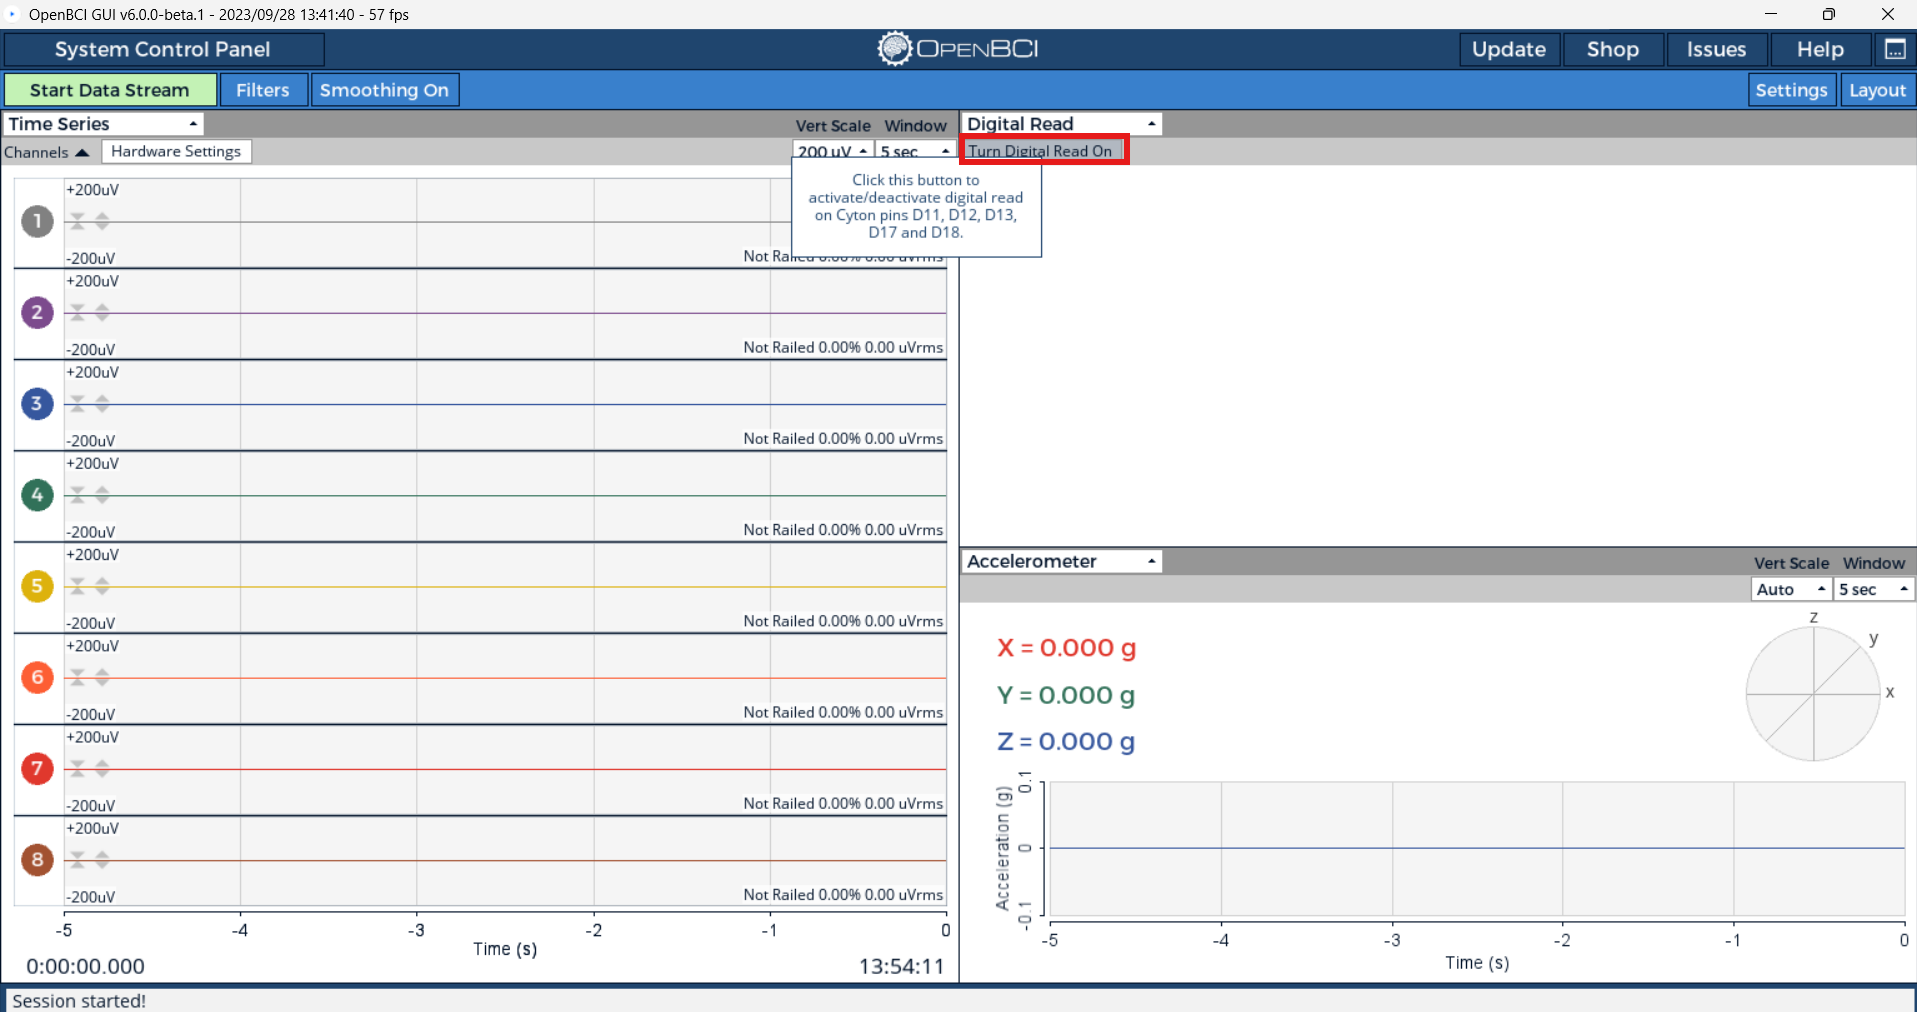 OpenBCI GUI v6.0.0-beta.1 - 2023/09/28 13:41:40 - 57 fps
System Control Panel
OPENBCI
Update
Shop
Issues
Help
Start Data Stream
Filters
Smoothing On
Settings
Layout
Time Series
Vert Scale
Window
Channels
Hardware Settings
200 uV
5 sec
Digital Read
Turn Digital Read On
Click this button to
activate/deactivate digital read
on Cyton pins D11, D12, D13,
D17 and D18.
1
+200uV
-200uV
Not
2
+200uV
-200uV
Not Railed 0.00% 0.00 uVrms
3
+200uV
-200uV
Not Railed 0.00% 0.00 uVrms
4
+200uV
-200uV
Not Railed 0.00% 0.00 uVrms
5
+200uV
-200uV
Not Railed 0.00% 0.00 uVrms
6
+200uV
-200uV
Not Railed 0.00% 0.00 uVrms
7
+200uV
-200uV
Not Railed 0.00% 0.00 uVrms
8
+200uV
-200uV
Not Railed 0.00% 0.00 uVrms
-5 -4 -3 -2 -1 0
Time (s)
0:00:00.000
13:54:11
Accelerometer
Vert Scale
Window
Auto
5 sec
X = 0.000 g
Y = 0.000 g
Z = 0.000 g
z
y
x
Acceleration (g)
0.1
0
-0.1
-5 -4 -3 -2 -1 0
Time (s)
Session started!